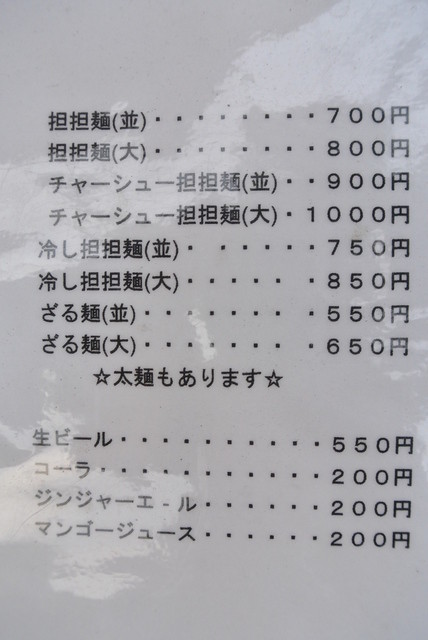 担担麺(並)・・・・・・・・７００円
担担麺(大)・・・・・・・・８００円
チャーシュー担担麺(並)・・９００円
チャーシュー担担麺(大)・１０００円
冷し担担麺(並)・ ・・・・・７５０円
冷し担担麺(大)・・・・・・８５０円
ざる麺(並)・・・・・・・・５５０円
ざる麺(大)・・・・・・ ・・６５０円
☆太麺もあります☆
生ビール・・・・・・・・・・５５０円
コーラ・・・・・・・・・・・２００円
ジンジャーエ‐ル・・・・・・２００円
マンゴージュース・・・・・・２００円